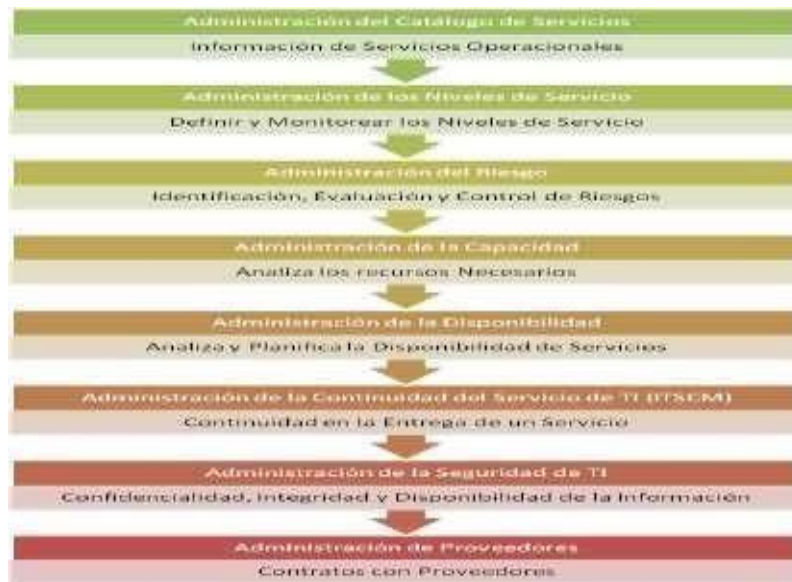 Administración del Catálogo de Servicios
Información de Servicios Operacionales
Administración de los Niveles de Servicio
Definir y Monitorear los Niveles de Servicio
Administración del Riesgo
Identificación, Evaluación y Control de Riesgos
Administración de la Capacidad
Analiza los recursos Necesarios
Administración de la Disponibilidad
Analiza y Planifica la Disponibilidad de Servicios
Administración de la Continuidad del Servicio de TI (ITSCM)
Continuidad en la Entrega de un Servicio
Administración de la Seguridad de TI
Confidencialidad, Integridad y Disponibilidad de la Información
Administración de Proveedores
Contratos con Proveedores